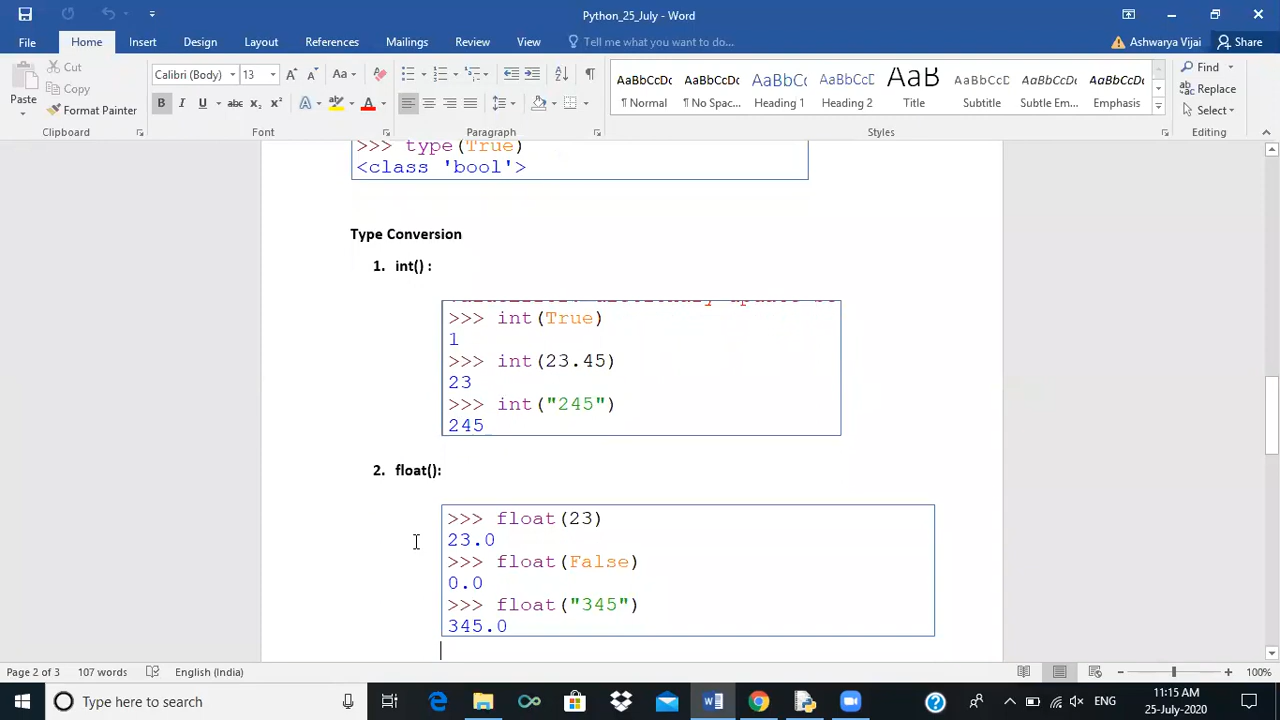 Python_25_July - Word
File Home Insert Design Layout References Mailings Review View Tell me what you want to do... Ashwarya Vijai Share
Paste
Cut
Copy
Format Painter
Clipboard
Calibri (Body) 13
Font
Paragraph
AaBbCcDc AaBbCcDc AaBbCc AaBbCcD AaB AaBbCcD AaBbCcDc AaBbCcDc
¶ Normal ¶ No Spac... Heading 1 Heading 2 Title Subtitle Subtle Em... Emphasis
Styles
Find
Replace
Select
Editing
>>> type(True)
<class 'bool'>
Type Conversion
1. int() :
>>> int(True)
1
>>> int(23.45)
23
>>> int("245")
245
2. float():
>>> float(23)
23.0
>>> float(False)
0.0
>>> float("345")
345.0
Page 2 of 3 107 words English (India) 100%
Type here to search
ENG
11:15 AM
25-July-2020